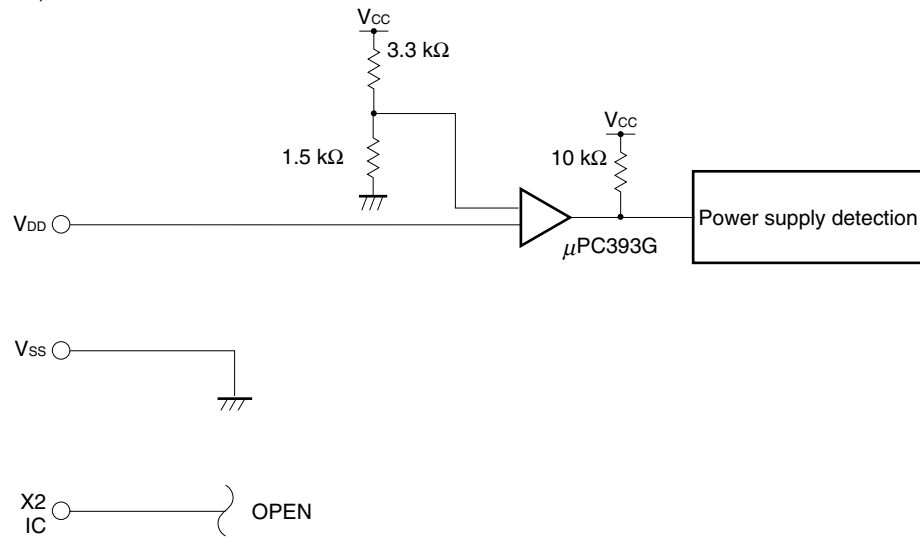 VCC
3.3 kΩ
1.5 kΩ
VCC
10 kΩ
VDD
μPC393G
Power supply detection
VSS
X2
IC
OPEN